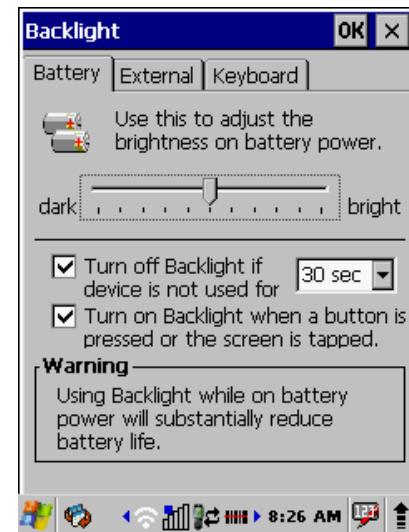 Backlight OK ×
Battery External Keyboard
Use this to adjust the
brightness on battery power.
dark bright
Turn off Backlight if
device is not used for 30 sec
Turn on Backlight when a button is
pressed or the screen is tapped.
Warning
Using Backlight while on battery
power will substantially reduce
battery life.
8:26 AM 123